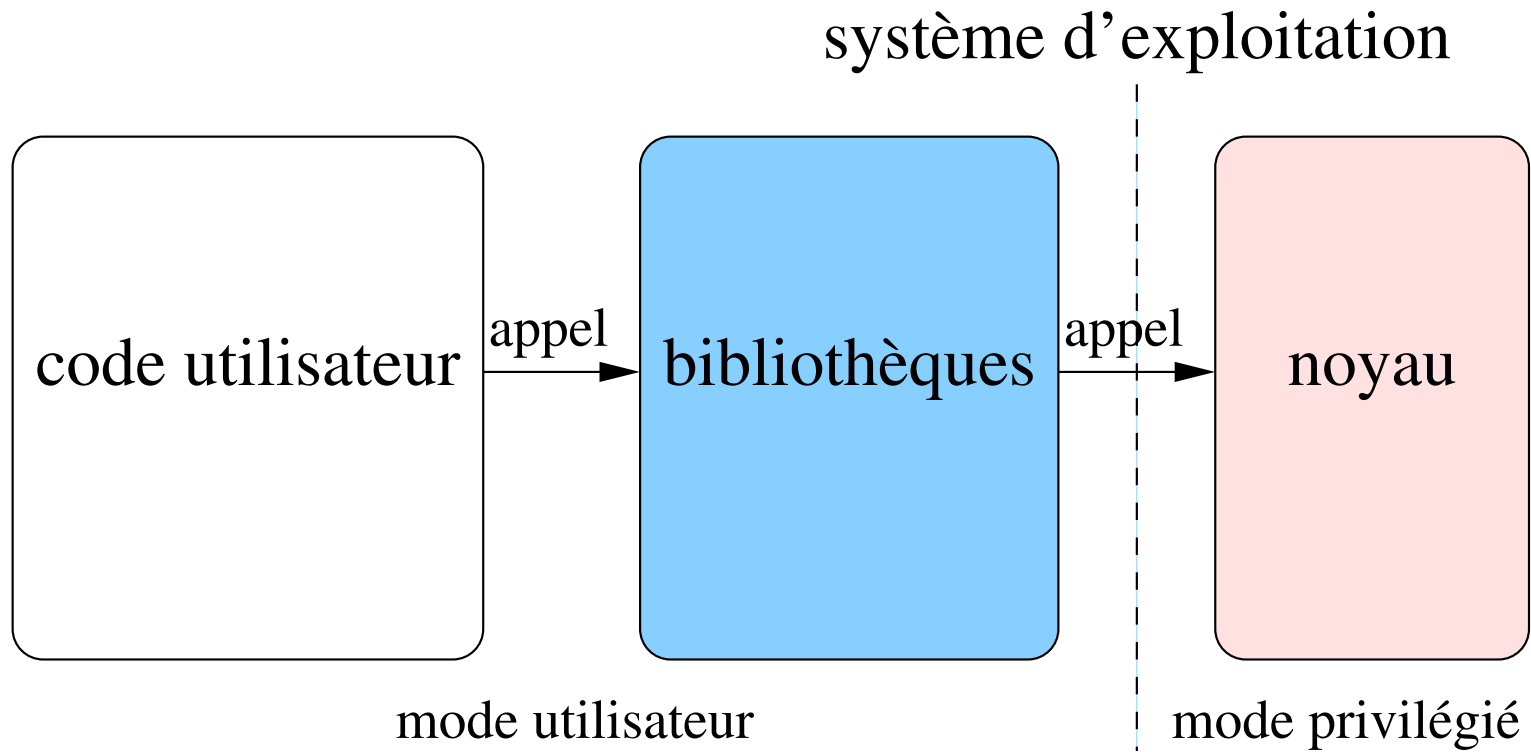 système d’exploitation
appel
appel
code utilisateur
bibliothèques
noyau
mode utilisateur
mode privilégié